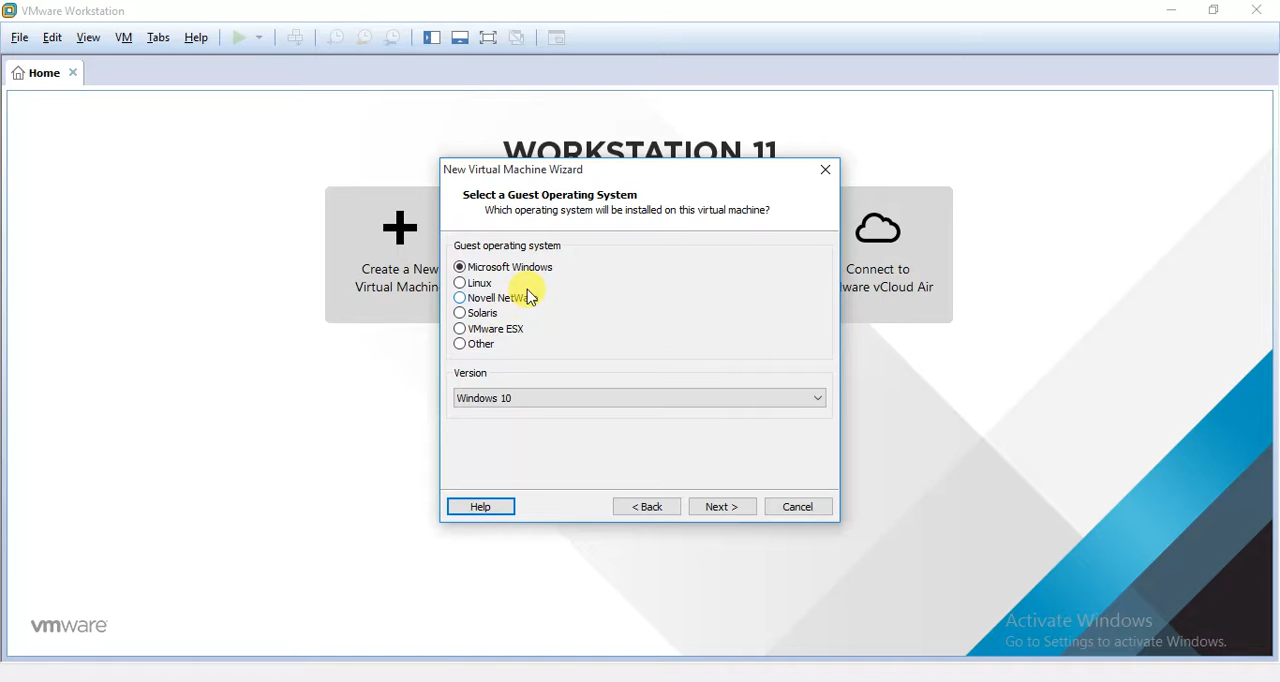 VMware Workstation
File Edit View VM Tabs Help
Home
WORKSTATION 11
New Virtual Machine Wizard
Select a Guest Operating System
Which operating system will be installed on this virtual machine?
Create a New
Virtual Machin
Connect to
ware vCloud Air
Guest operating system
Microsoft Windows
Linux
Novell NetWare
Solaris
VMware ESX
Other
Version
Windows 10
Help < Back Next > Cancel
vmware
Activate Windows
Go to Settings to activate Windows.